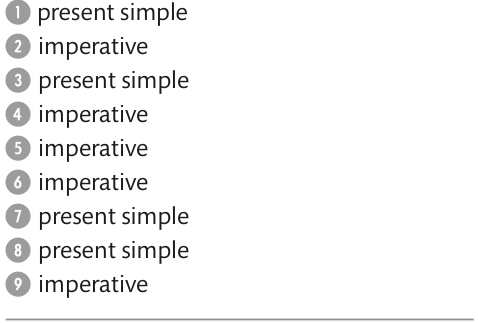 1 present simple
2 imperative
3 present simple
4 imperative
5 imperative
6 imperative
7 present simple
8 present simple
9 imperative